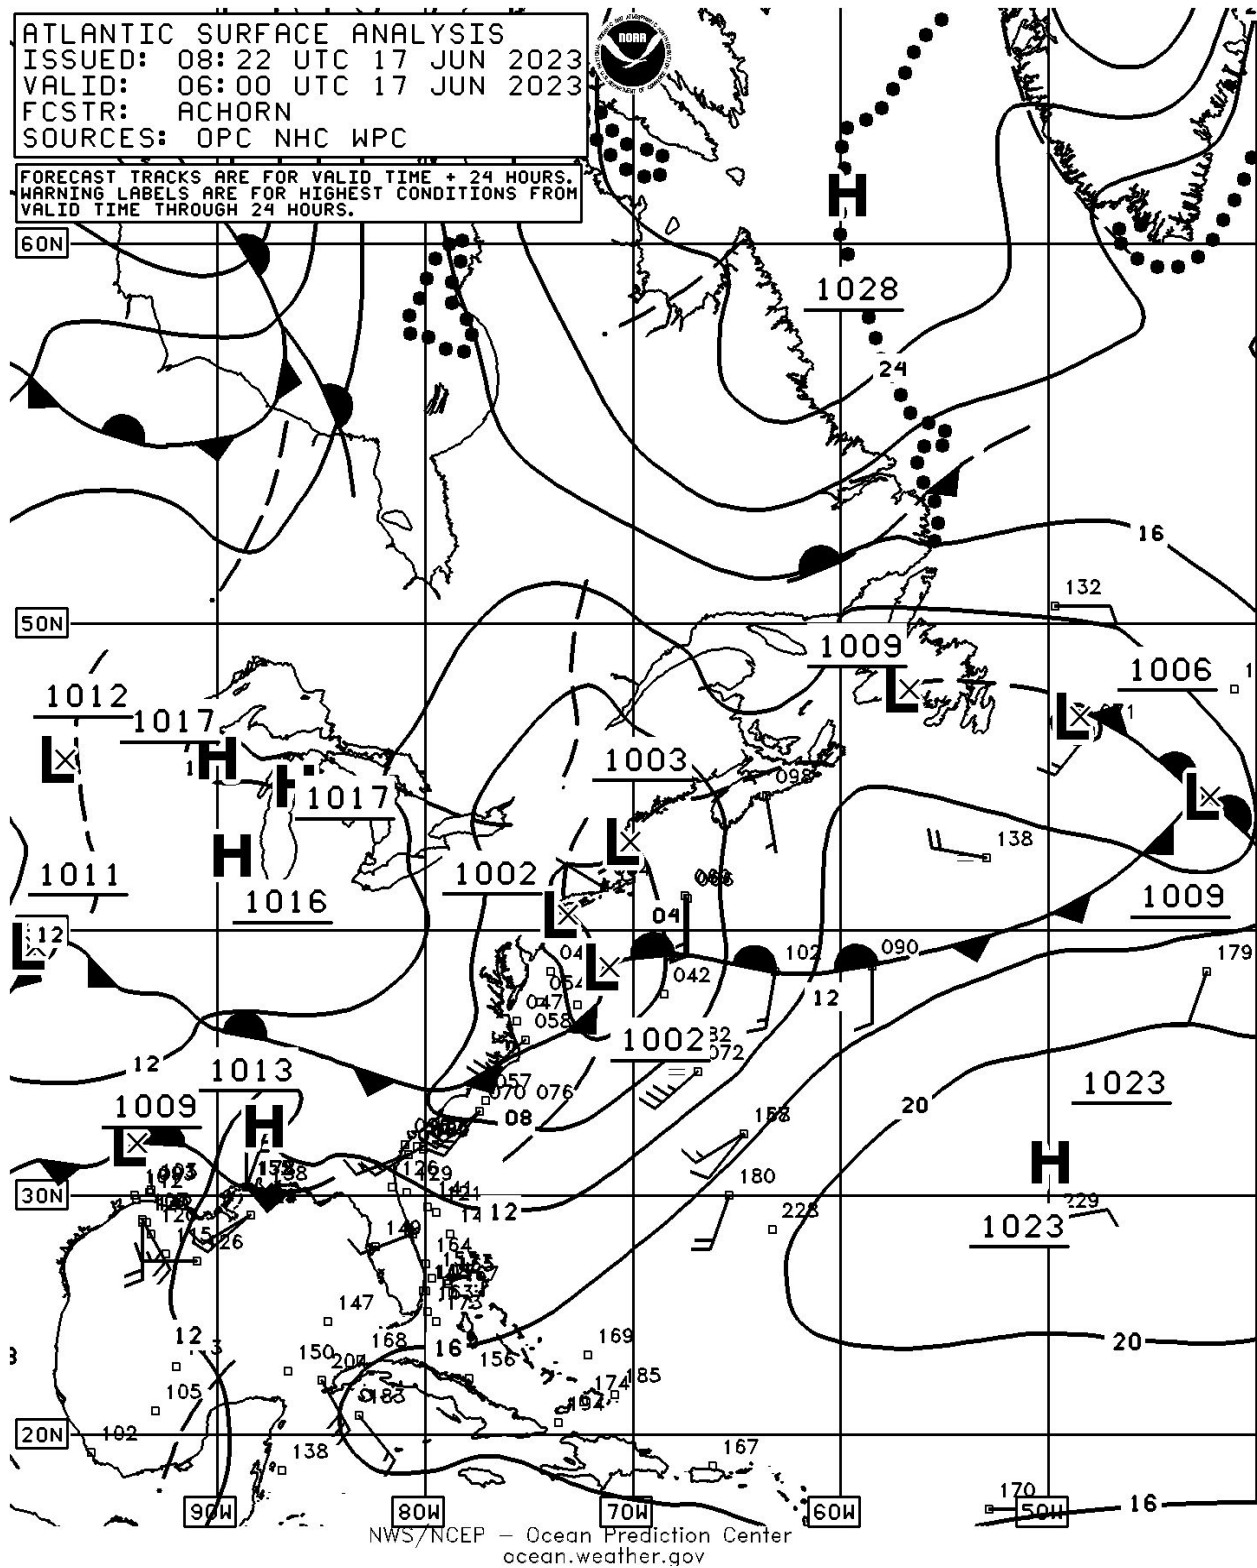 ATLANTIC SURFACE ANALYSIS
ISSUED: 08:22 UTC 17 JUN 2023
VALID: 06:00 UTC 17 JUN 2023
FCSTR: ACHORN
SOURCES: OPC NHC WPC
NOAA
FORECAST TRACKS ARE FOR VALID TIME + 24 HOURS.
WARNING LABELS ARE FOR HIGHEST CONDITIONS FROM
VALID TIME THROUGH 24 HOURS.
H
60N
1028
24
16
132
50N
1009
1006
L
1012
1017
L
H
1003
098
1017
L
138
L
H
1011
1002
1009
1016
04
L
12
L
102
090
179
L
042
047
058
12
1002
072
12
1013
1023
057
070 076
20
1009
08
H
L
H
126
129
180
30N
12
228
229
1023
149
164
147
173
12
168
16
169
20
150
156
185
105
174
183
194
102
20N
138
167
170
16
90W
80W
70W
60W
50W
NWS/NCEP – Ocean Prediction Center
ocean.weather.gov